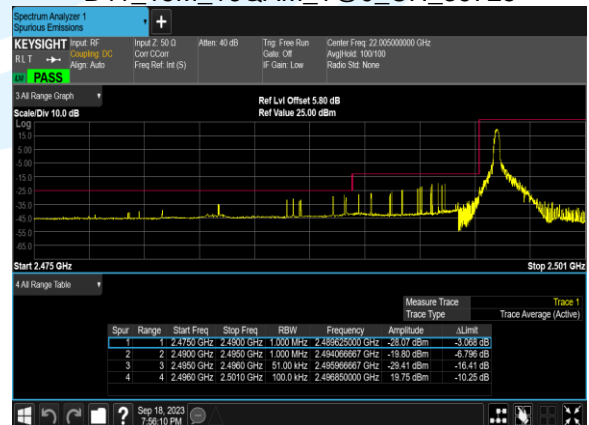 Spectrum Analyzer 1
Spurious Emissions
+
KEYSIGHT Input: RF
Input Z: 50 Ω
Atten: 40 dB
Trig: Free Run
Center Freq: 22.005000000 GHz
RLT
Coupling: DC
Corr CCorr
Gate: Off
Avg|Hold: 100/100
Align: Auto
Freq Ref: Int (S)
IF Gain: Low
Radio Std: None
LV PASS
3 All Range Graph
Ref Lvl Offset 5.80 dB
Scale/Div 10.0 dB
Ref Value 25.00 dBm
Log
15.0
5.00
-5.00
-15.0
-25.0
-35.0
-45.0
-55.0
-65.0
Start 2.475 GHz
Stop 2.501 GHz
4 All Range Table
Measure Trace Trace 1
Trace Type Trace Average (Active)
Spur Range Start Freq Stop Freq RBW Frequency Amplitude ΔLimit
1 1 2.4750 GHz 2.4900 GHz 1.000 MHz 2.489625000 GHz -28.07 dBm -3.068 dB
2 2 2.4900 GHz 2.4950 GHz 1.000 MHz 2.494066667 GHz -19.80 dBm -6.796 dB
3 3 2.4950 GHz 2.4960 GHz 51.00 kHz 2.495966667 GHz -29.41 dBm -16.41 dB
4 4 2.4960 GHz 2.5010 GHz 100.0 kHz 2.496850000 GHz 19.75 dBm -10.25 dB
?
Sep 18, 2023
7:56:10 PM